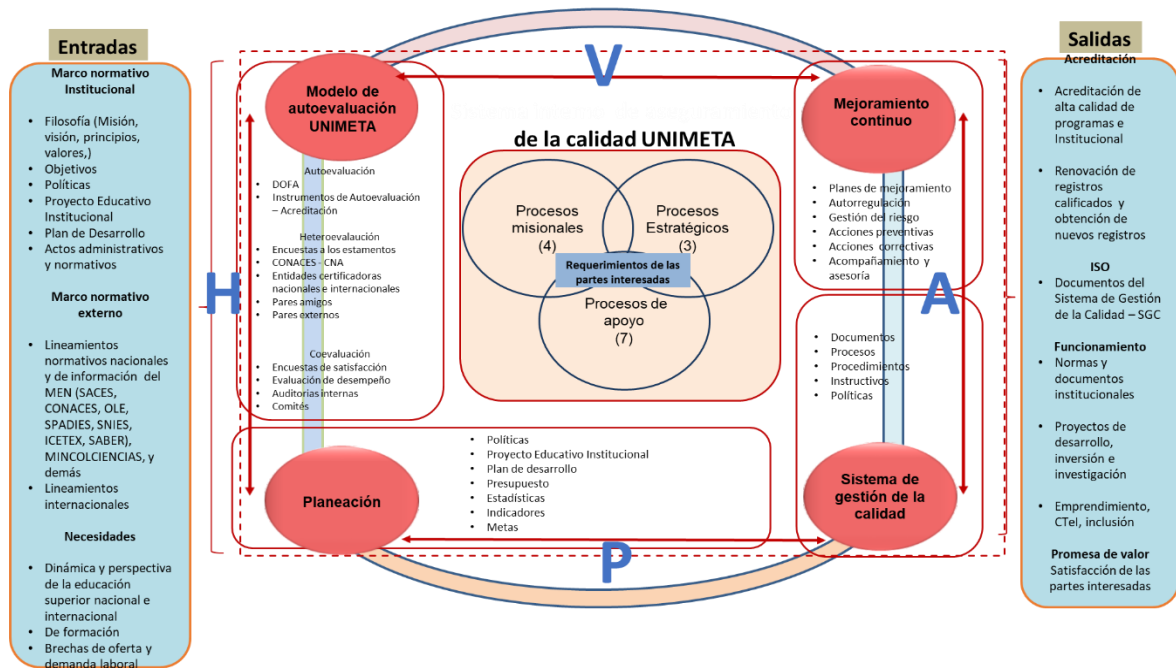 Entradas
Marco normativo
Institucional
• Filosofía (Misión,
visión, principios,
valores,)
• Objetivos
• Políticas
• Proyecto Educativo
Institucional
• Plan de Desarrollo
• Actos administrativos
y normativos
Marco normativo
externo
• Lineamientos
normativos nacionales
y de información del
MEN (SACES,
CONACES, OLE,
SPADIES, SNIES,
ICETEX, SABER),
MINCOLCIENCIAS, y
demás
• Lineamientos
internacionales
Necesidades
• Dinámica y perspectiva
de la educación
superior nacional e
internacional
• De formación
• Brechas de oferta y
demanda laboral
H
V
A
P
Modelo de
autoevaluación
UNIMETA
Autoevaluación
• DOFA
• Instrumentos de Autoevaluación
– Acreditación
Heteroevalaución
• Encuestas a los estamentos
• CONACES - CNA
• Entidades certificadoras
nacionales e internacionales
• Pares amigos
• Pares externos
Coevaluación
• Encuestas de satisfacción
• Evaluación de desempeño
• Auditorias internas
• Comités
de la calidad UNIMETA
Procesos
misionales
(4)
Procesos
Estratégicos
(3)
Requerimientos de las
partes interesadas
Procesos de
apoyo
(7)
Mejoramiento
continuo
• Planes de mejoramiento
• Autorregulación
• Gestión del riesgo
• Acciones preventivas
• Acciones correctivas
• Acompañamiento y
asesoría
• Documentos
• Procesos
• Procedimientos
• Instructivos
• Políticas
Sistema de
gestión de la
calidad
Planeación
• Políticas
• Proyecto Educativo Institucional
• Plan de desarrollo
• Presupuesto
• Estadísticas
• Indicadores
• Metas
Salidas
Acreditación
• Acreditación de
alta calidad de
programas e
Institucional
• Renovación de
registros
calificados y
obtención de
nuevos registros
ISO
• Documentos del
Sistema de Gestión
de la Calidad – SGC
Funcionamiento
• Normas y
documentos
institucionales
• Proyectos de
desarrollo,
inversión e
investigación
• Emprendimiento,
CTeI, inclusión
Promesa de valor
Satisfacción de las
partes interesadas